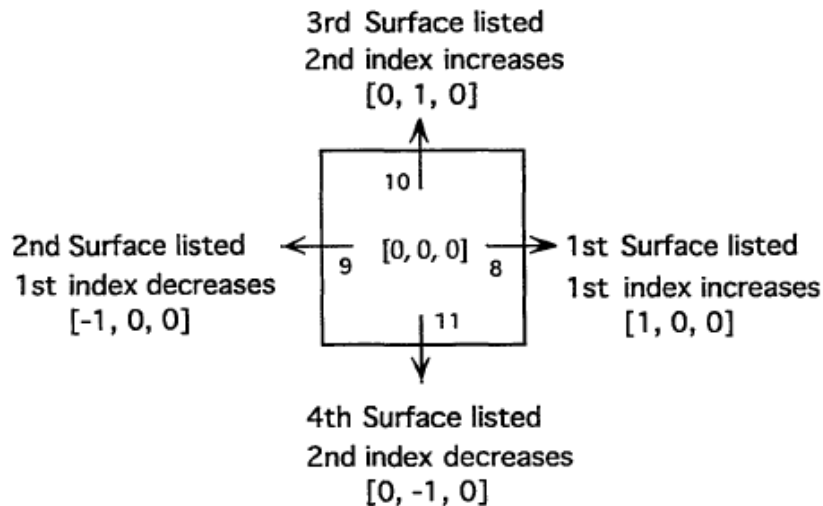 3rd Surface listed
2nd index increases
[0, 1, 0]
10
2nd Surface listed
1st index decreases
[-1, 0, 0]
9
[0, 0, 0]
8
1st Surface listed
1st index increases
[1, 0, 0]
11
4th Surface listed
2nd index decreases
[0, -1, 0]